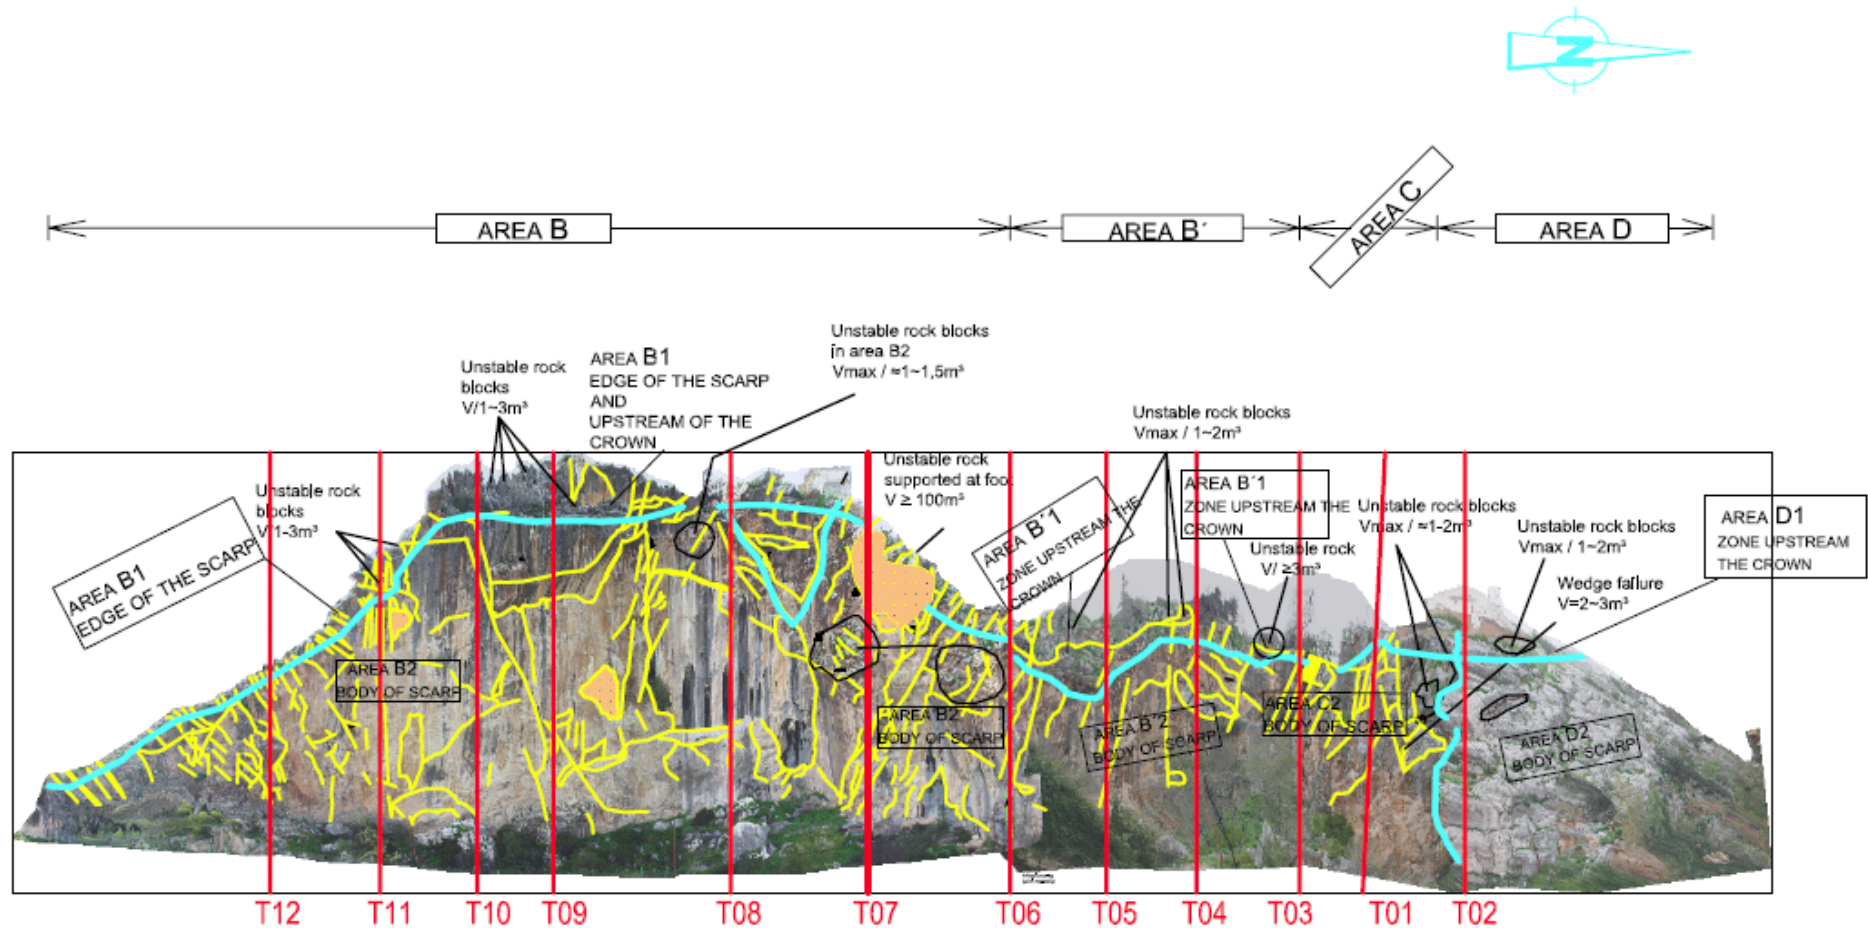 N
AREA C
AREA B
AREA B´
AREA D
Unstable rock blocks
in area B2
Vmax / ≈1~1,5m³
Unstable rock
blocks
V/1~3m³
AREA B1
EDGE OF THE SCARP
AND
UPSTREAM OF THE
CROWN
Unstable rock blocks
Vmax / 1~2m³
Unstable rock
supported at foot
V ≥ 100m³
Unstable rock
blocks
V/1-3m³
AREA B1
EDGE OF THE SCARP
AREA B´1
ZONE UPSTREAM THE
CROWN
AREA B´1
ZONE UPSTREAM THE
CROWN
Unstable rock
V/ ≥3m³
Unstable rock blocks
Vmax / ≈1-2m³
Unstable rock blocks
Vmax / 1~2m³
Wedge failure
V=2~3m³
AREA D1
ZONE UPSTREAM
THE CROWN
AREA B2
BODY OF SCARP
AREA B2
BODY OF SCARP
AREA B´2
BODY OF SCARP
AREA C2
BODY OF SCARP
AREA D2
BODY OF SCARP
T12
T11
T10
T09
T08
T07
T06
T05
T04
T03
T01
T02